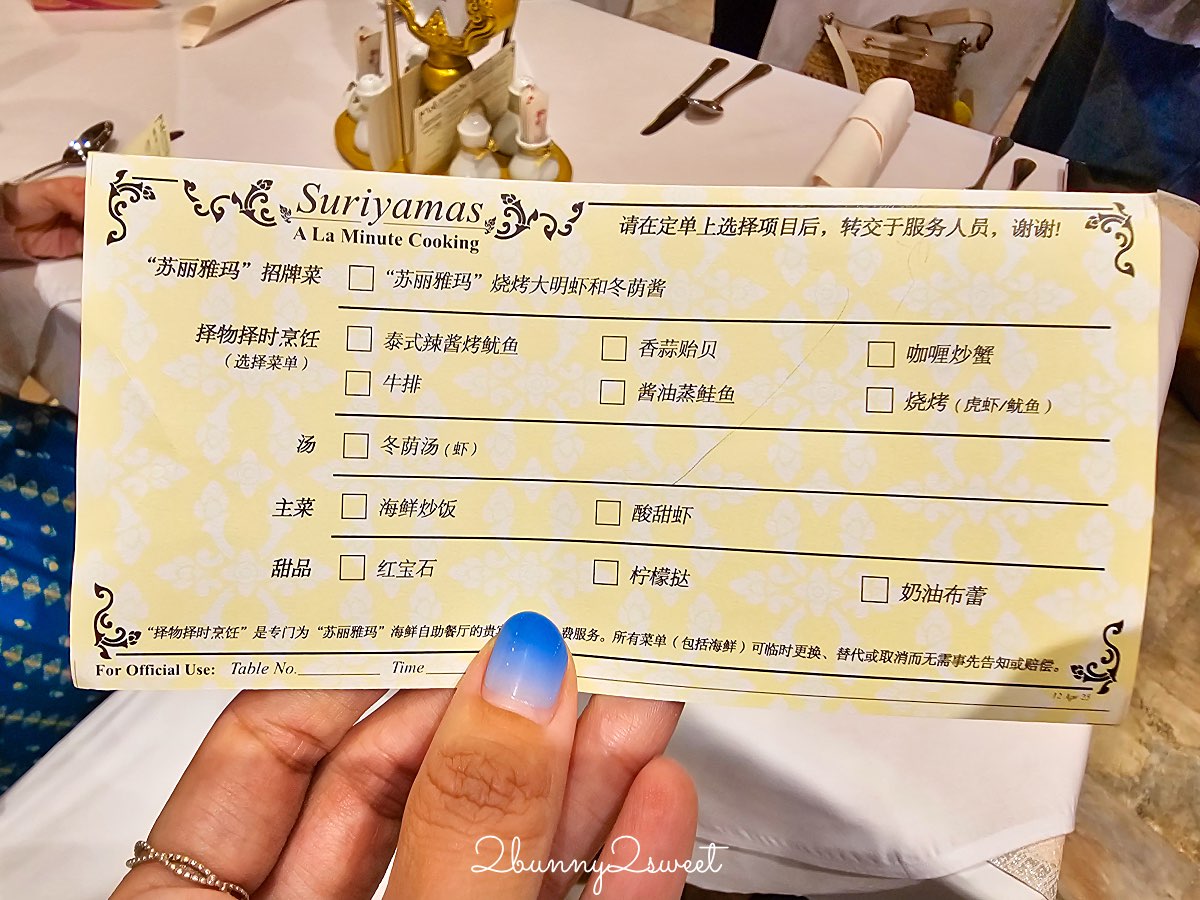 Suriyamas
A La Minute Cooking
请在定单上选择项目后，转交于服务人员，谢谢!
“苏丽雅玛”招牌菜 “苏丽雅玛”烧烤大明虾和冬荫酱
择物择时烹饪 泰式辣酱烤鱿鱼 香蒜贻贝 咖喱炒蟹
（选择菜单） 牛排 酱油蒸鲑鱼 烧烤（虎虾/鱿鱼）
汤 冬荫汤（虾）
主菜 海鲜炒饭 酸甜虾
甜品 红宝石 柠檬挞 奶油布蕾
“择物择时烹饪”是专门为“苏丽雅玛”海鲜自助餐厅的贵 费服务。所有菜单（包括海鲜）可临时更换、替代或取消而无需事先告知或赔偿。
For Official Use: Table No. Time
12 Apr 25
2bunny2sweet